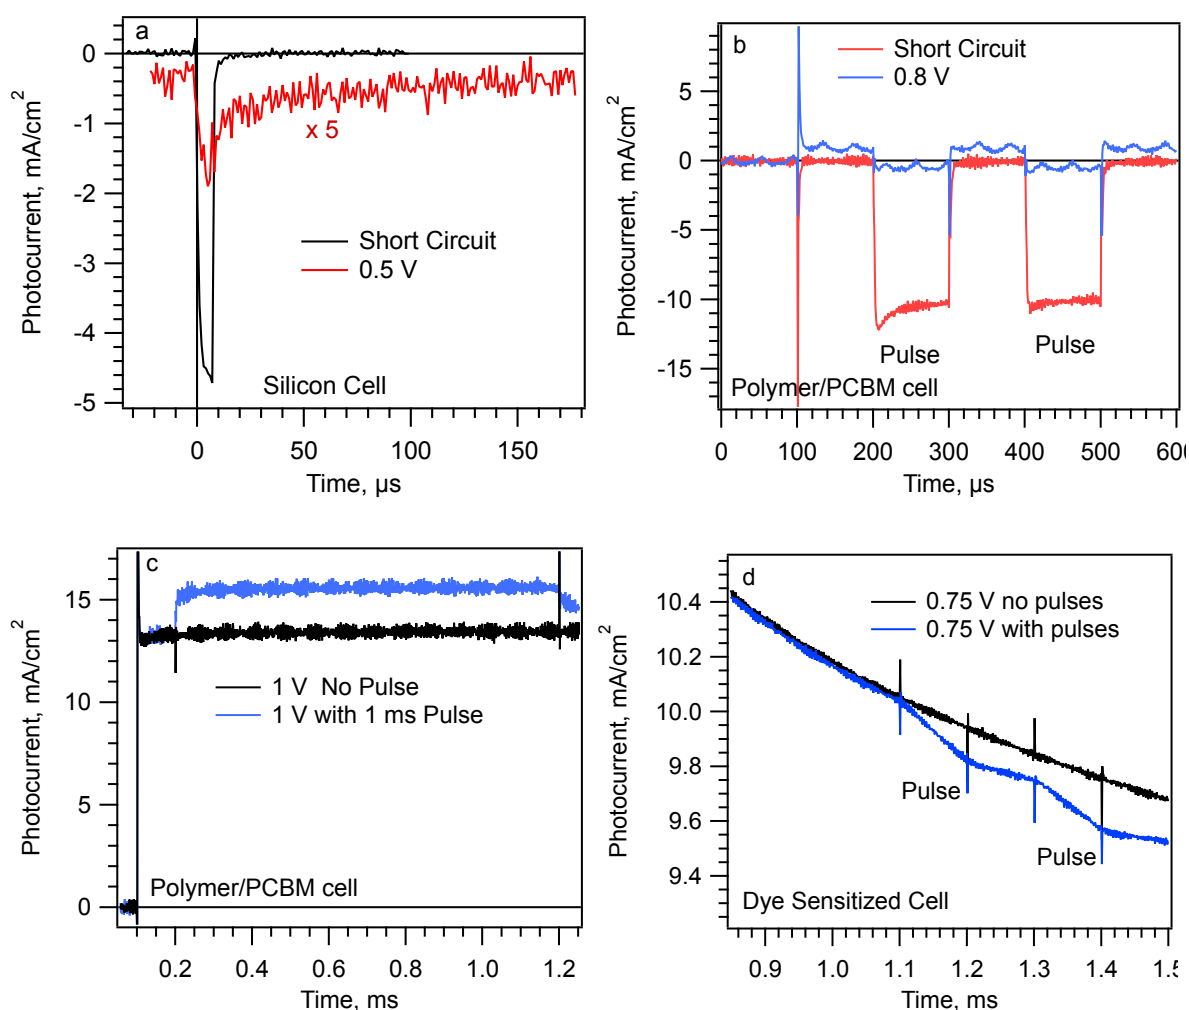 a
Photocurrent, mA/cm2
0
-1
-2
-3
-4
-5
x 5
Short Circuit
0.5 V
Silicon Cell
0 50 100 150
Time, µs
b
Photocurrent, mA/cm2
5
0
-5
-10
-15
Short Circuit
0.8 V
Pulse
Pulse
Polymer/PCBM cell
0 100 200 300 400 500 600
Time, µs
c
Photocurrent, mA/cm2
15
10
5
0
1 V No Pulse
1 V with 1 ms Pulse
Polymer/PCBM cell
0.2 0.4 0.6 0.8 1.0 1.2
Time, ms
d
Photocurrent, mA/cm2
10.4
10.2
10.0
9.8
9.6
9.4
0.75 V no pulses
0.75 V with pulses
Pulse
Pulse
Dye Sensitized Cell
0.9 1.0 1.1 1.2 1.3 1.4 1.5
Time, ms